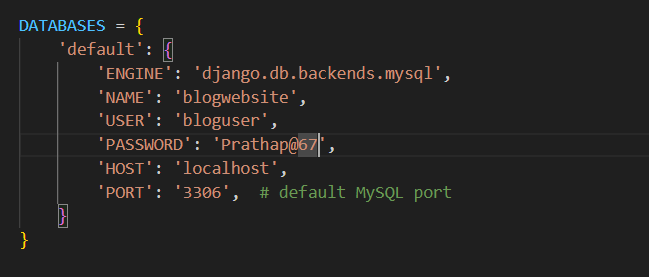 DATABASES = {
    'default': {
        'ENGINE': 'django.db.backends.mysql',
        'NAME': 'blogwebsite',
        'USER': 'bloguser',
        'PASSWORD': 'Prathap@67',
        'HOST': 'localhost',
        'PORT': '3306',  # default MySQL port
    }
}